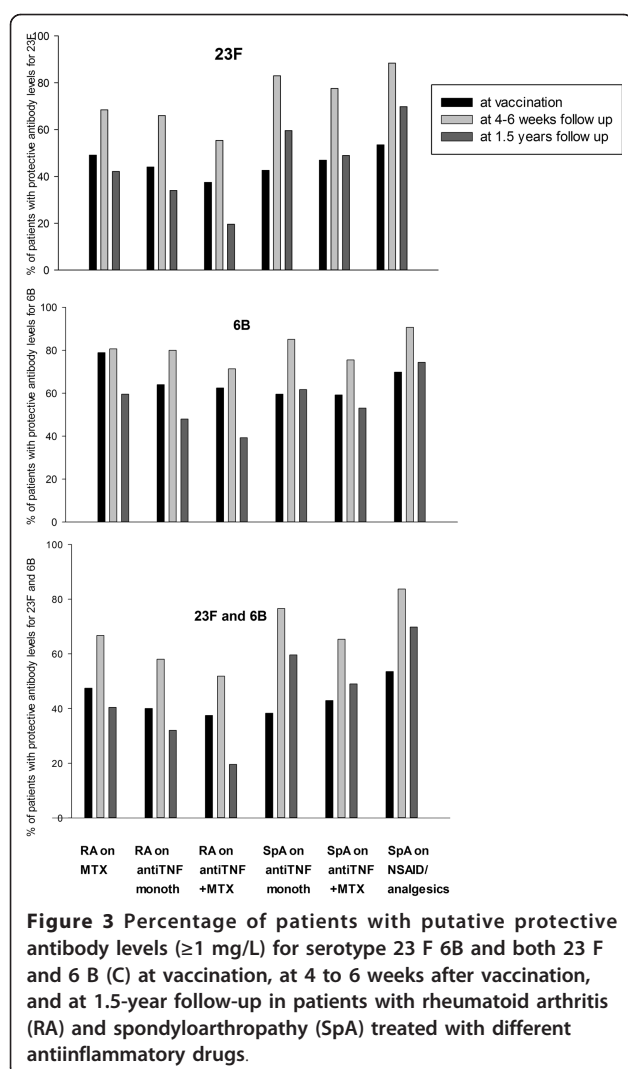 23F
% of patients with protective antibody levels for 23F
100
80
60
40
20
0
at vaccination
at 4-6 weeks follow up
at 1.5 years follow up
6B
% of patients with protective antibody levels for 6B
100
80
60
40
20
0
23F and 6B
% of patients with protective antibody levels for 23F and 6B
100
80
60
40
20
0
RA on MTX
RA on antiTNF monoth
RA on antiTNF +MTX
SpA on antiTNF monoth
SpA on antiTNF +MTX
SpA on NSAID/ analgesics
Figure 3 Percentage of patients with putative protective
antibody levels (≥1 mg/L) for serotype 23 F 6B and both 23 F
and 6 B (C) at vaccination, at 4 to 6 weeks after vaccination,
and at 1.5-year follow-up in patients with rheumatoid arthritis
(RA) and spondyloarthropathy (SpA) treated with different
antiinflammatory drugs.